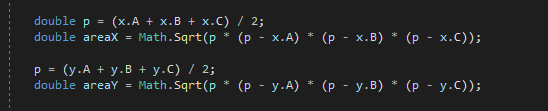 double p = (x.A + x.B + x.C) / 2;
double areaX = Math.Sqrt(p * (p - x.A) * (p - x.B) * (p - x.C));
p = (y.A + y.B + y.C) / 2;
double areaY = Math.Sqrt(p * (p - y.A) * (p - y.B) * (p - y.C));